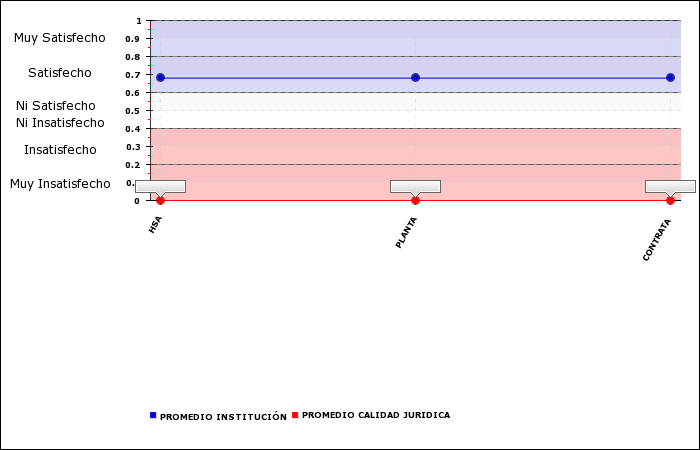 1
Muy Satisfecho
0.9
0.8
Satisfecho
0.7
0.6
Ni Satisfecho
0.5
Ni Insatisfecho
0.4
Insatisfecho
0.3
0.2
Muy Insatisfecho
0.
0
HSA
PLANTA
CONTRATA
PROMEDIO INSTITUCIÓN
PROMEDIO CALIDAD JURIDICA